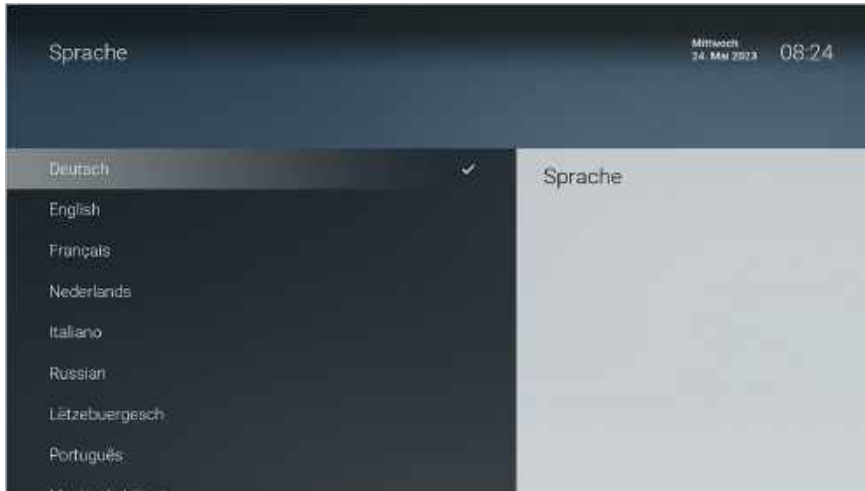 Sprache
Mittwoch
24. Mai 2023
08:24
Deutsch
English
Français
Nederlands
Italiano
Russian
Lëtzebuergesch
Português
Sprache